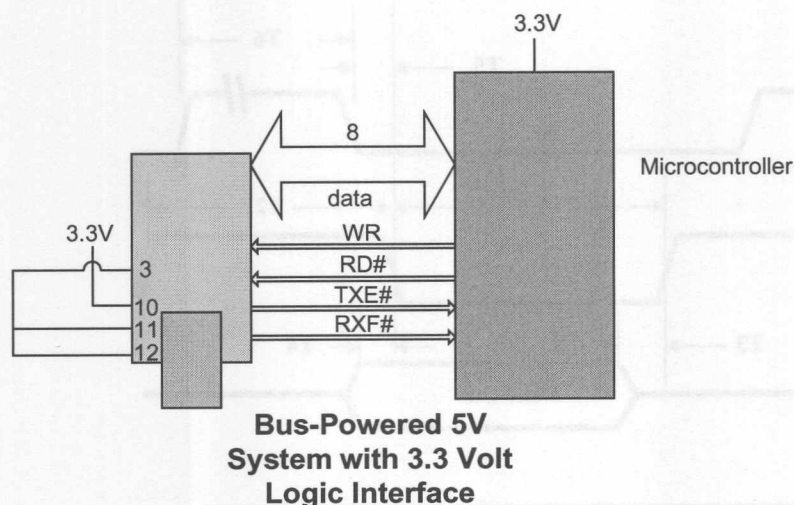 3.3V
8
data
Microcontroller
WR
3.3V
RD#
3
TXE#
10
RXF#
11
12
Bus-Powered 5V
System with 3.3 Volt
Logic Interface